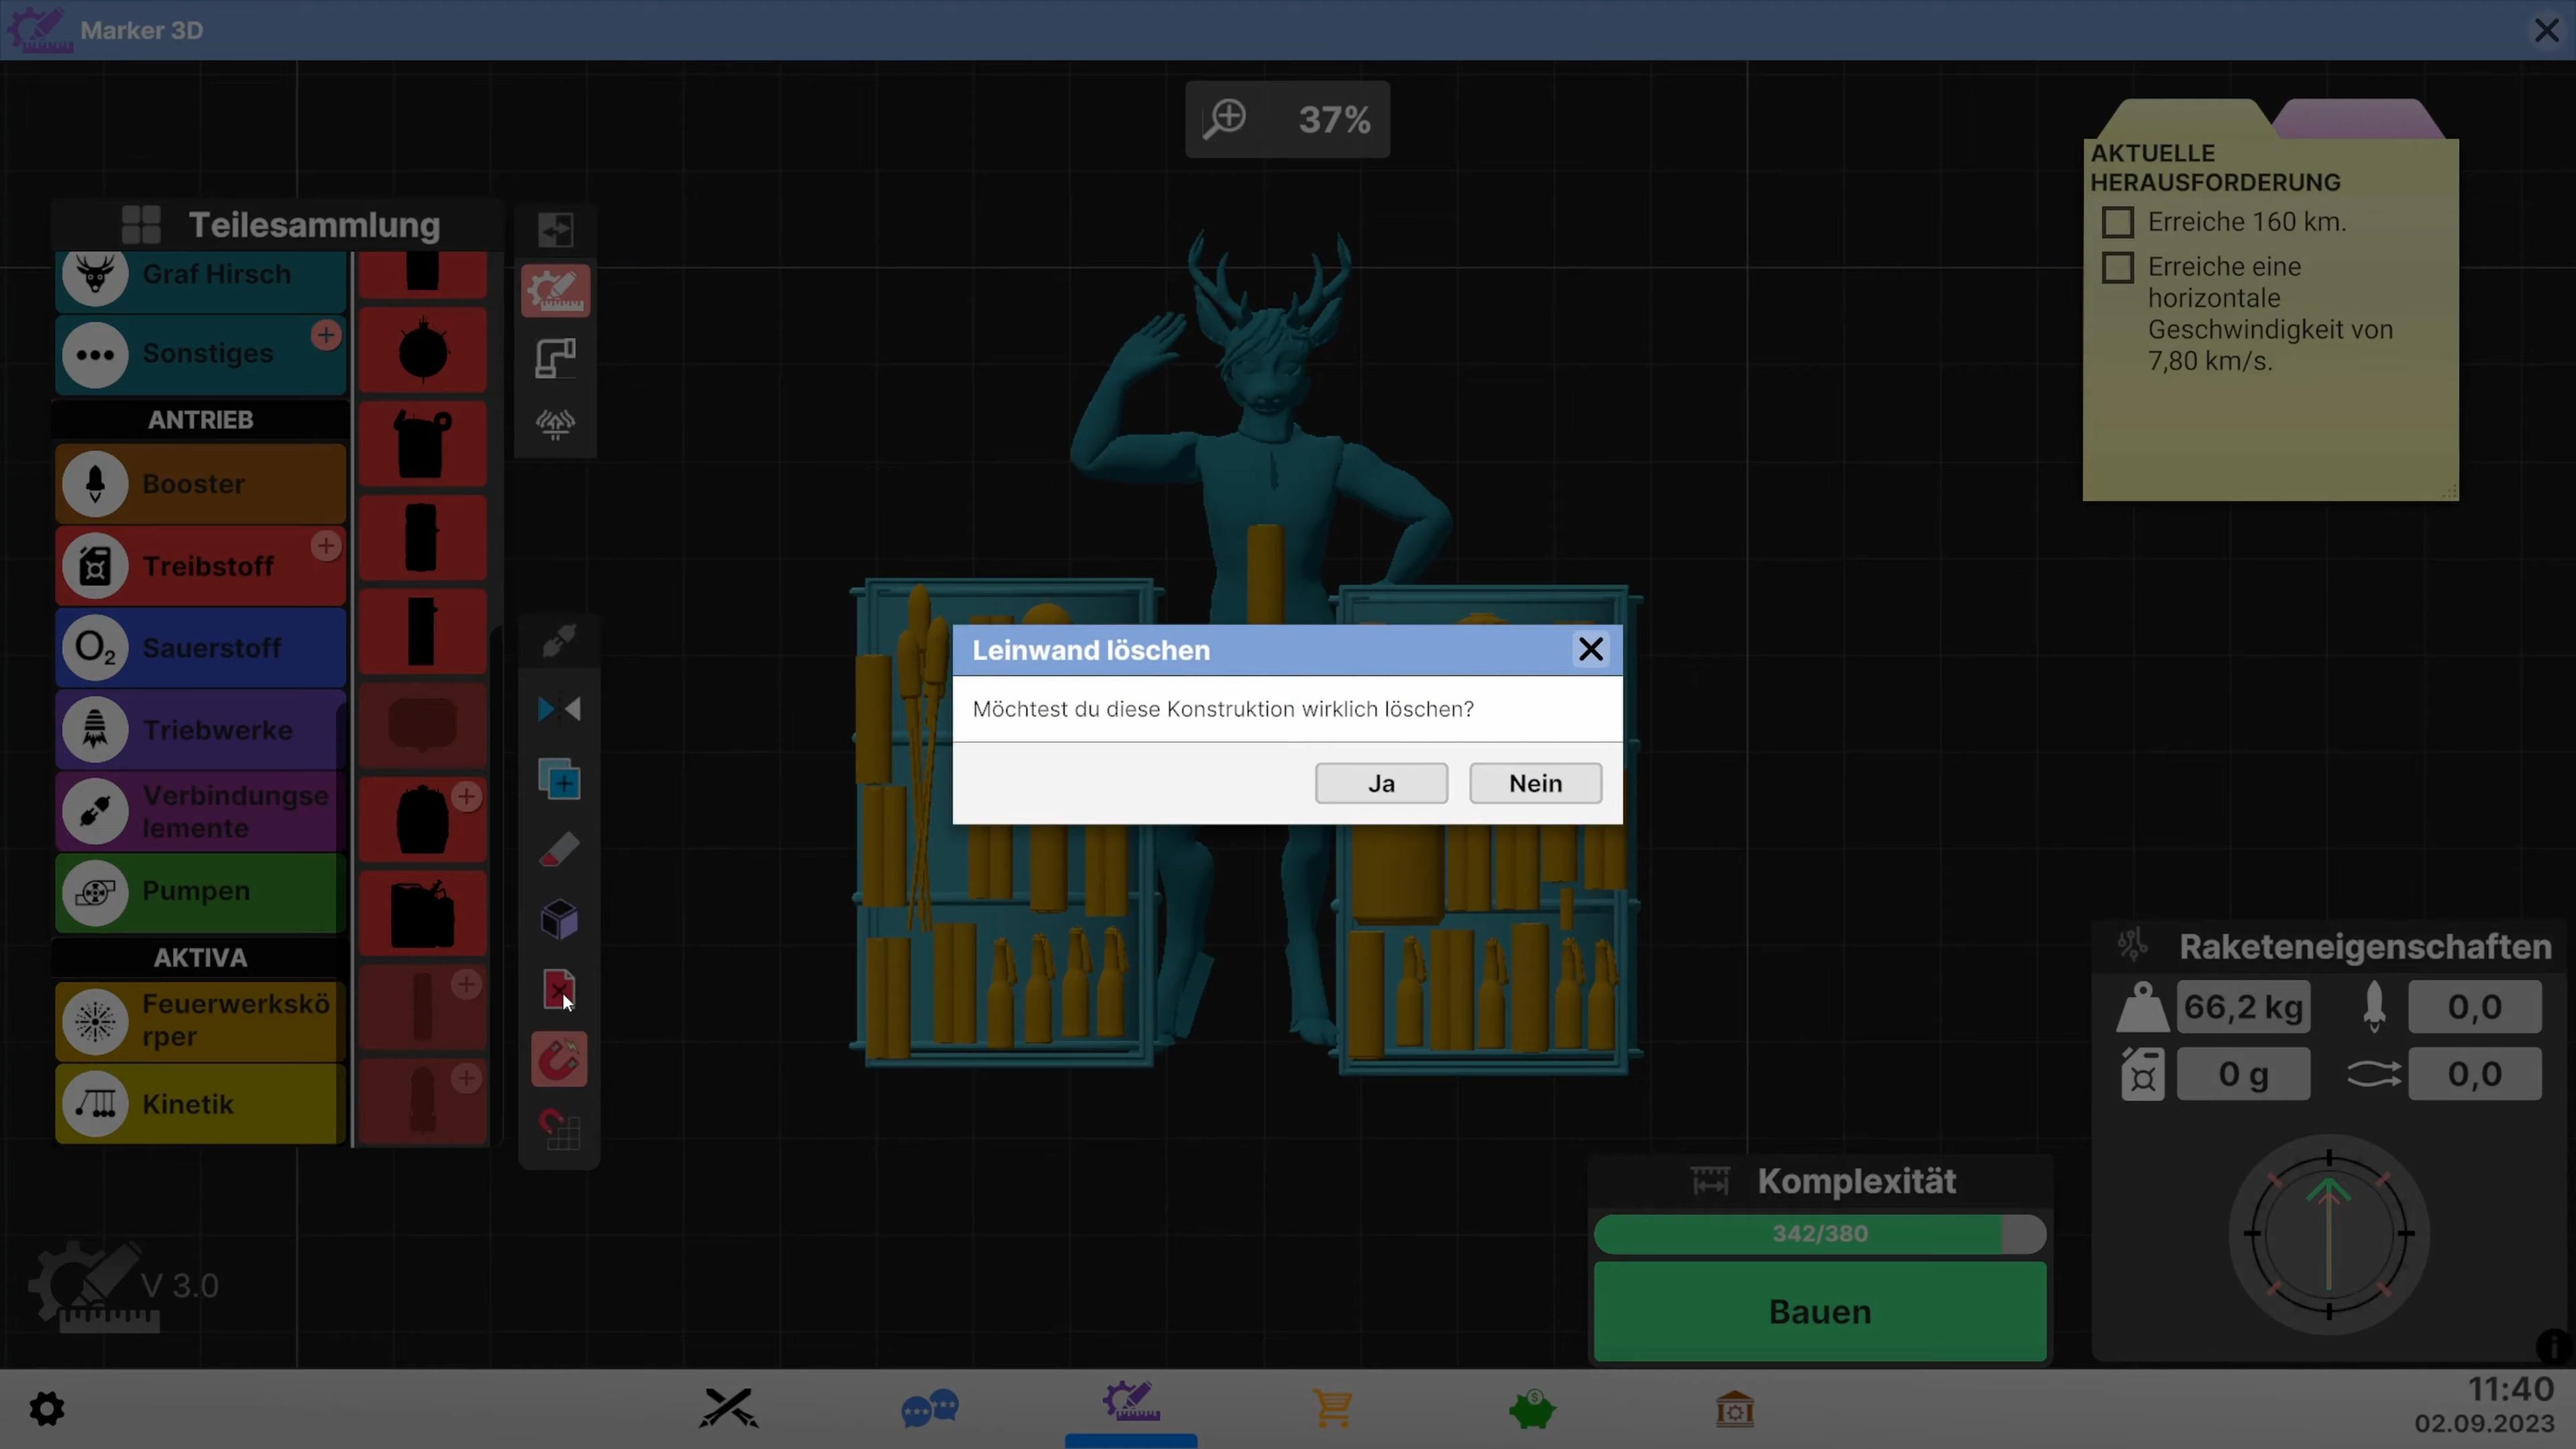 Marker 3D
37%
AKTUELLE
HERAUSFORDERUNG
Erreiche 160 km.
Erreiche eine
horizontale
Geschwindigkeit von
7,80 km/s.
Teilesammlung
Graf Hirsch
Sonstiges
ANTRIEB
Booster
Treibstoff
O2
Sauerstoff
Triebwerke
Verbindungse
lemente
Pumpen
AKTIVA
Feuerwerkskö
rper
Kinetik
Leinwand löschen
Möchtest du diese Konstruktion wirklich löschen?
Ja
Nein
Raketeneigenschaften
66,2 kg
0,0
0 g
0,0
Komplexität
342/380
Bauen
V 3.0
11:40
02.09.2023